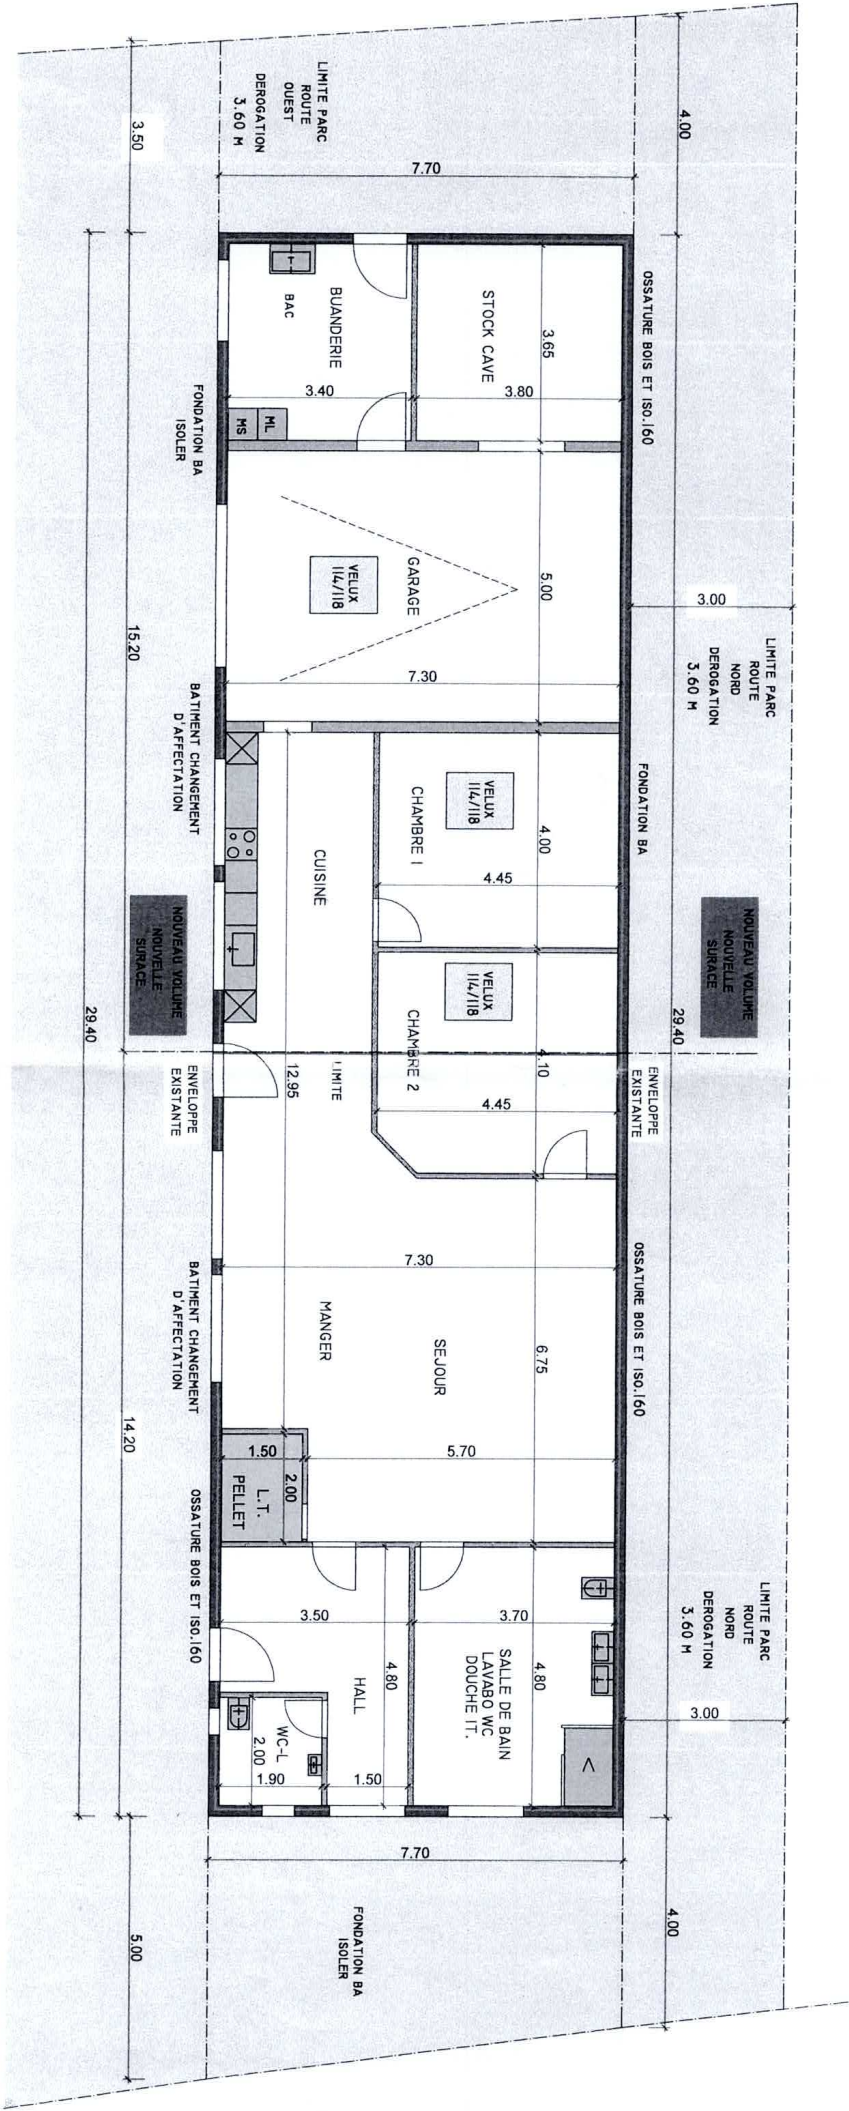 LIMITE PARC
ROUTE
OUEST
DEROGATION
3.60 M
3.50
4.00
7.70
OSSATURE BOIS ET ISO.160
STOCK CAVE
3.65
3.80
BUANDERIE
BAC
3.40
ML
MS
FONDATION BA
ISOLER
GARAGE
VELUX
114/118
5.00
7.30
3.00
15.20
LIMITE PARC
ROUTE
NORD
DEROGATION
3.60 M
BATIMENT CHANGEMENT
D'AFFECTATION
FONDATION BA
VELUX
114/118
CHAMBRE 1
4.00
4.45
CUISINE
NOUVEAU VOLUME
NOUVELLE
SURACE
NOUVEAU VOLUME
NOUVELLE
SURACE
VELUX
114/118
CHAMBRE 2
4.10
4.45
29.40
29.40
12.95
LIMITE
ENVELOPPE
EXISTANTE
ENVELOPPE
EXISTANTE
OSSATURE BOIS ET ISO.160
7.30
MANGER
SEJOUR
6.75
BATIMENT CHANGEMENT
D'AFFECTATION
14.20
1.50
5.70
2.00
L.T.
PELLET
OSSATURE BOIS ET ISO.160
LIMITE PARC
ROUTE
NORD
DEROGATION
3.60 M
3.50
3.70
4.80
HALL
4.80
SALLE DE BAIN
LAVABO WC
DOUCHE IT.
3.00
WC-L
2.00
1.90
1.50
7.70
FONDATION BA
ISOLER
4.00
5.00